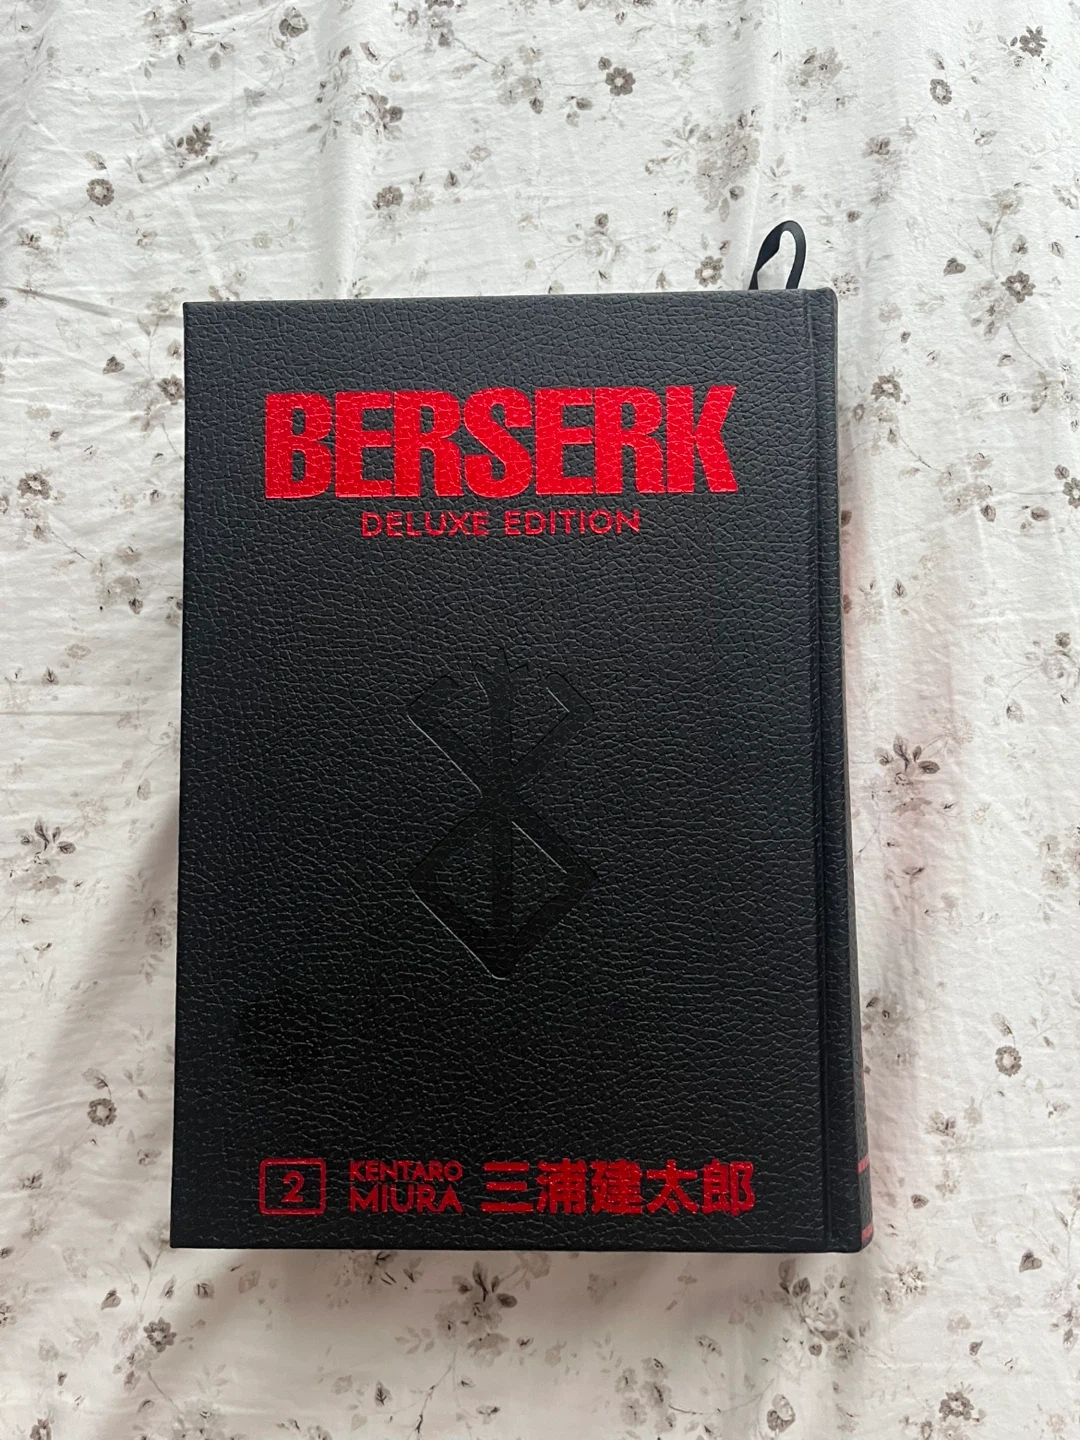 BERSERK
DELUXE EDITION
2
KENTARO
MIURA
三浦建太郎